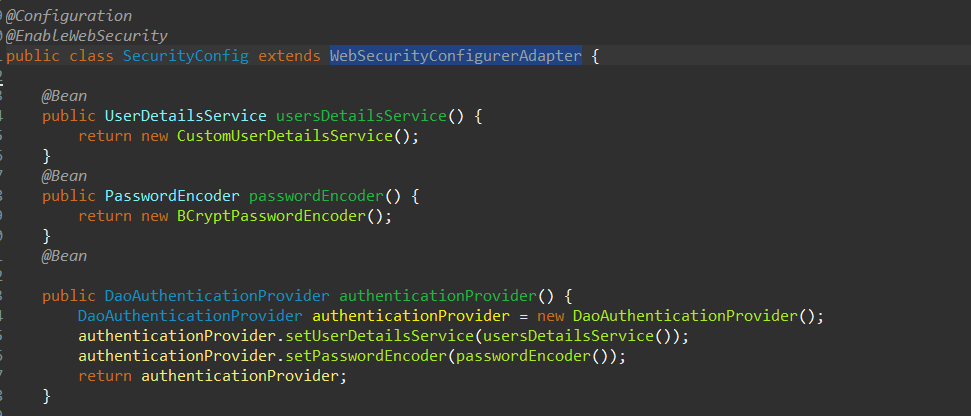 @Configuration
@EnableWebSecurity
public class SecurityConfig extends WebSecurityConfigurerAdapter {
@Bean
public UserDetailsService usersDetailsService() {
return new CustomUserDetailsService();
}
@Bean
public PasswordEncoder passwordEncoder() {
return new BCryptPasswordEncoder();
}
@Bean
public DaoAuthenticationProvider authenticationProvider() {
DaoAuthenticationProvider authenticationProvider = new DaoAuthenticationProvider();
authenticationProvider.setUserDetailsService(usersDetailsService());
authenticationProvider.setPasswordEncoder(passwordEncoder());
return authenticationProvider;
}